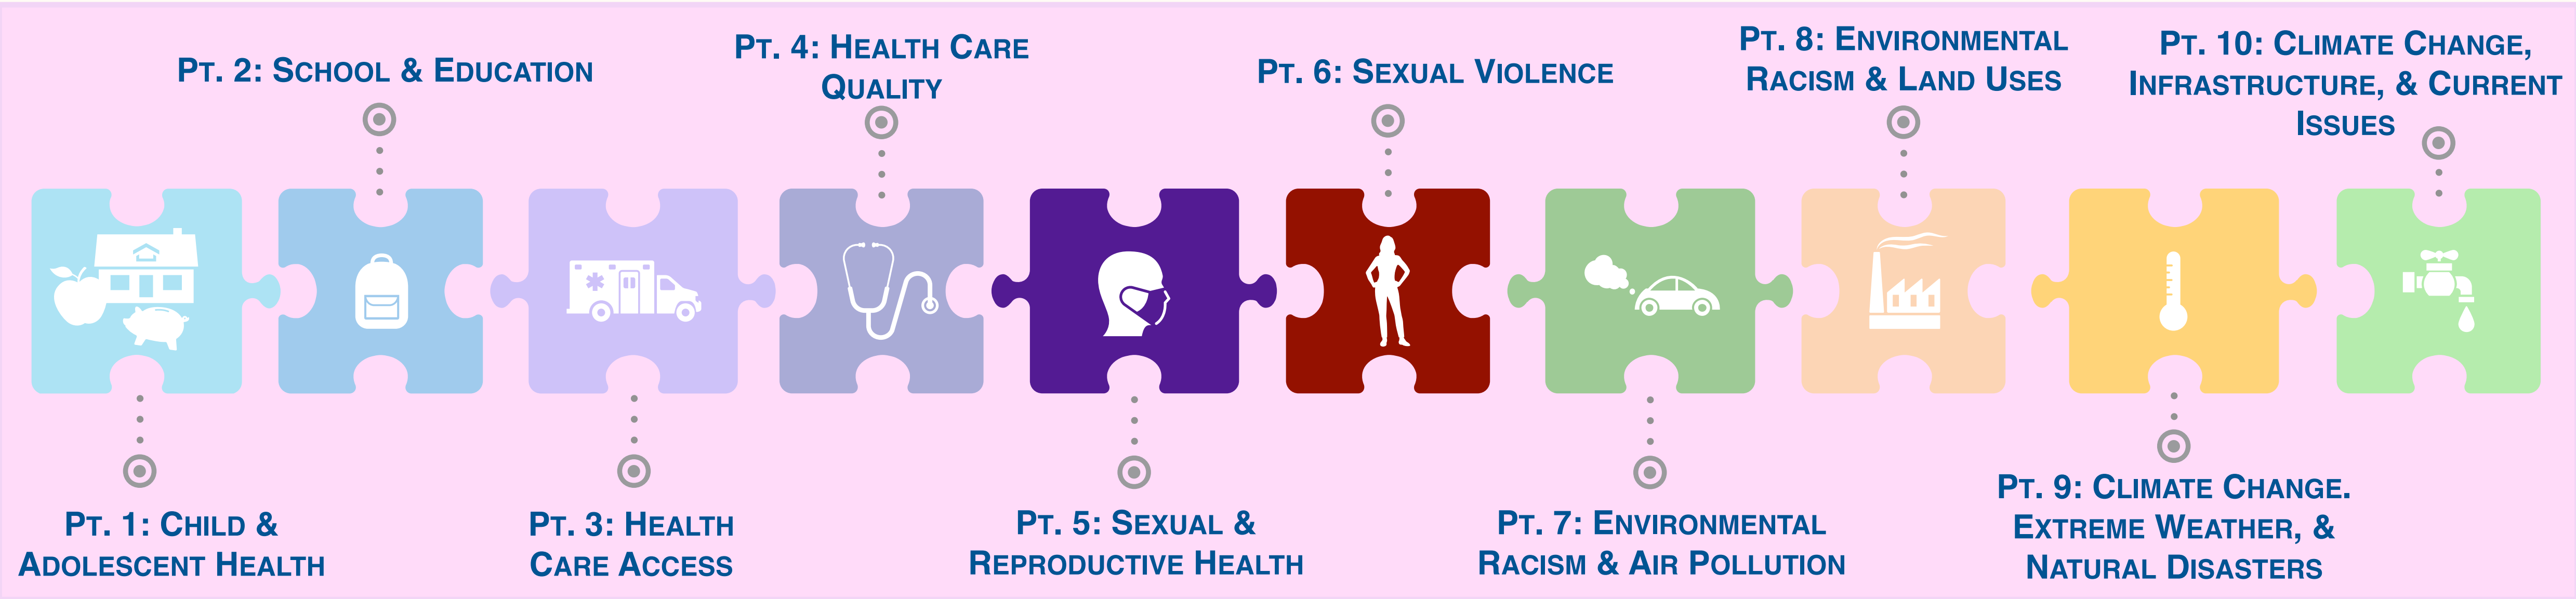 PT. 1: CHILD &
ADOLESCENT HEALTH
PT. 2: SCHOOL & EDUCATION
PT. 3: HEALTH
CARE ACCESS
PT. 4: HEALTH CARE
QUALITY
PT. 5: SEXUAL &
REPRODUCTIVE HEALTH
PT. 6: SEXUAL VIOLENCE
PT. 7: ENVIRONMENTAL
RACISM & AIR POLLUTION
PT. 8: ENVIRONMENTAL
RACISM & LAND USES
PT. 9: CLIMATE CHANGE.
EXTREME WEATHER, &
NATURAL DISASTERS
PT. 10: CLIMATE CHANGE,
INFRASTRUCTURE, & CURRENT
ISSUES